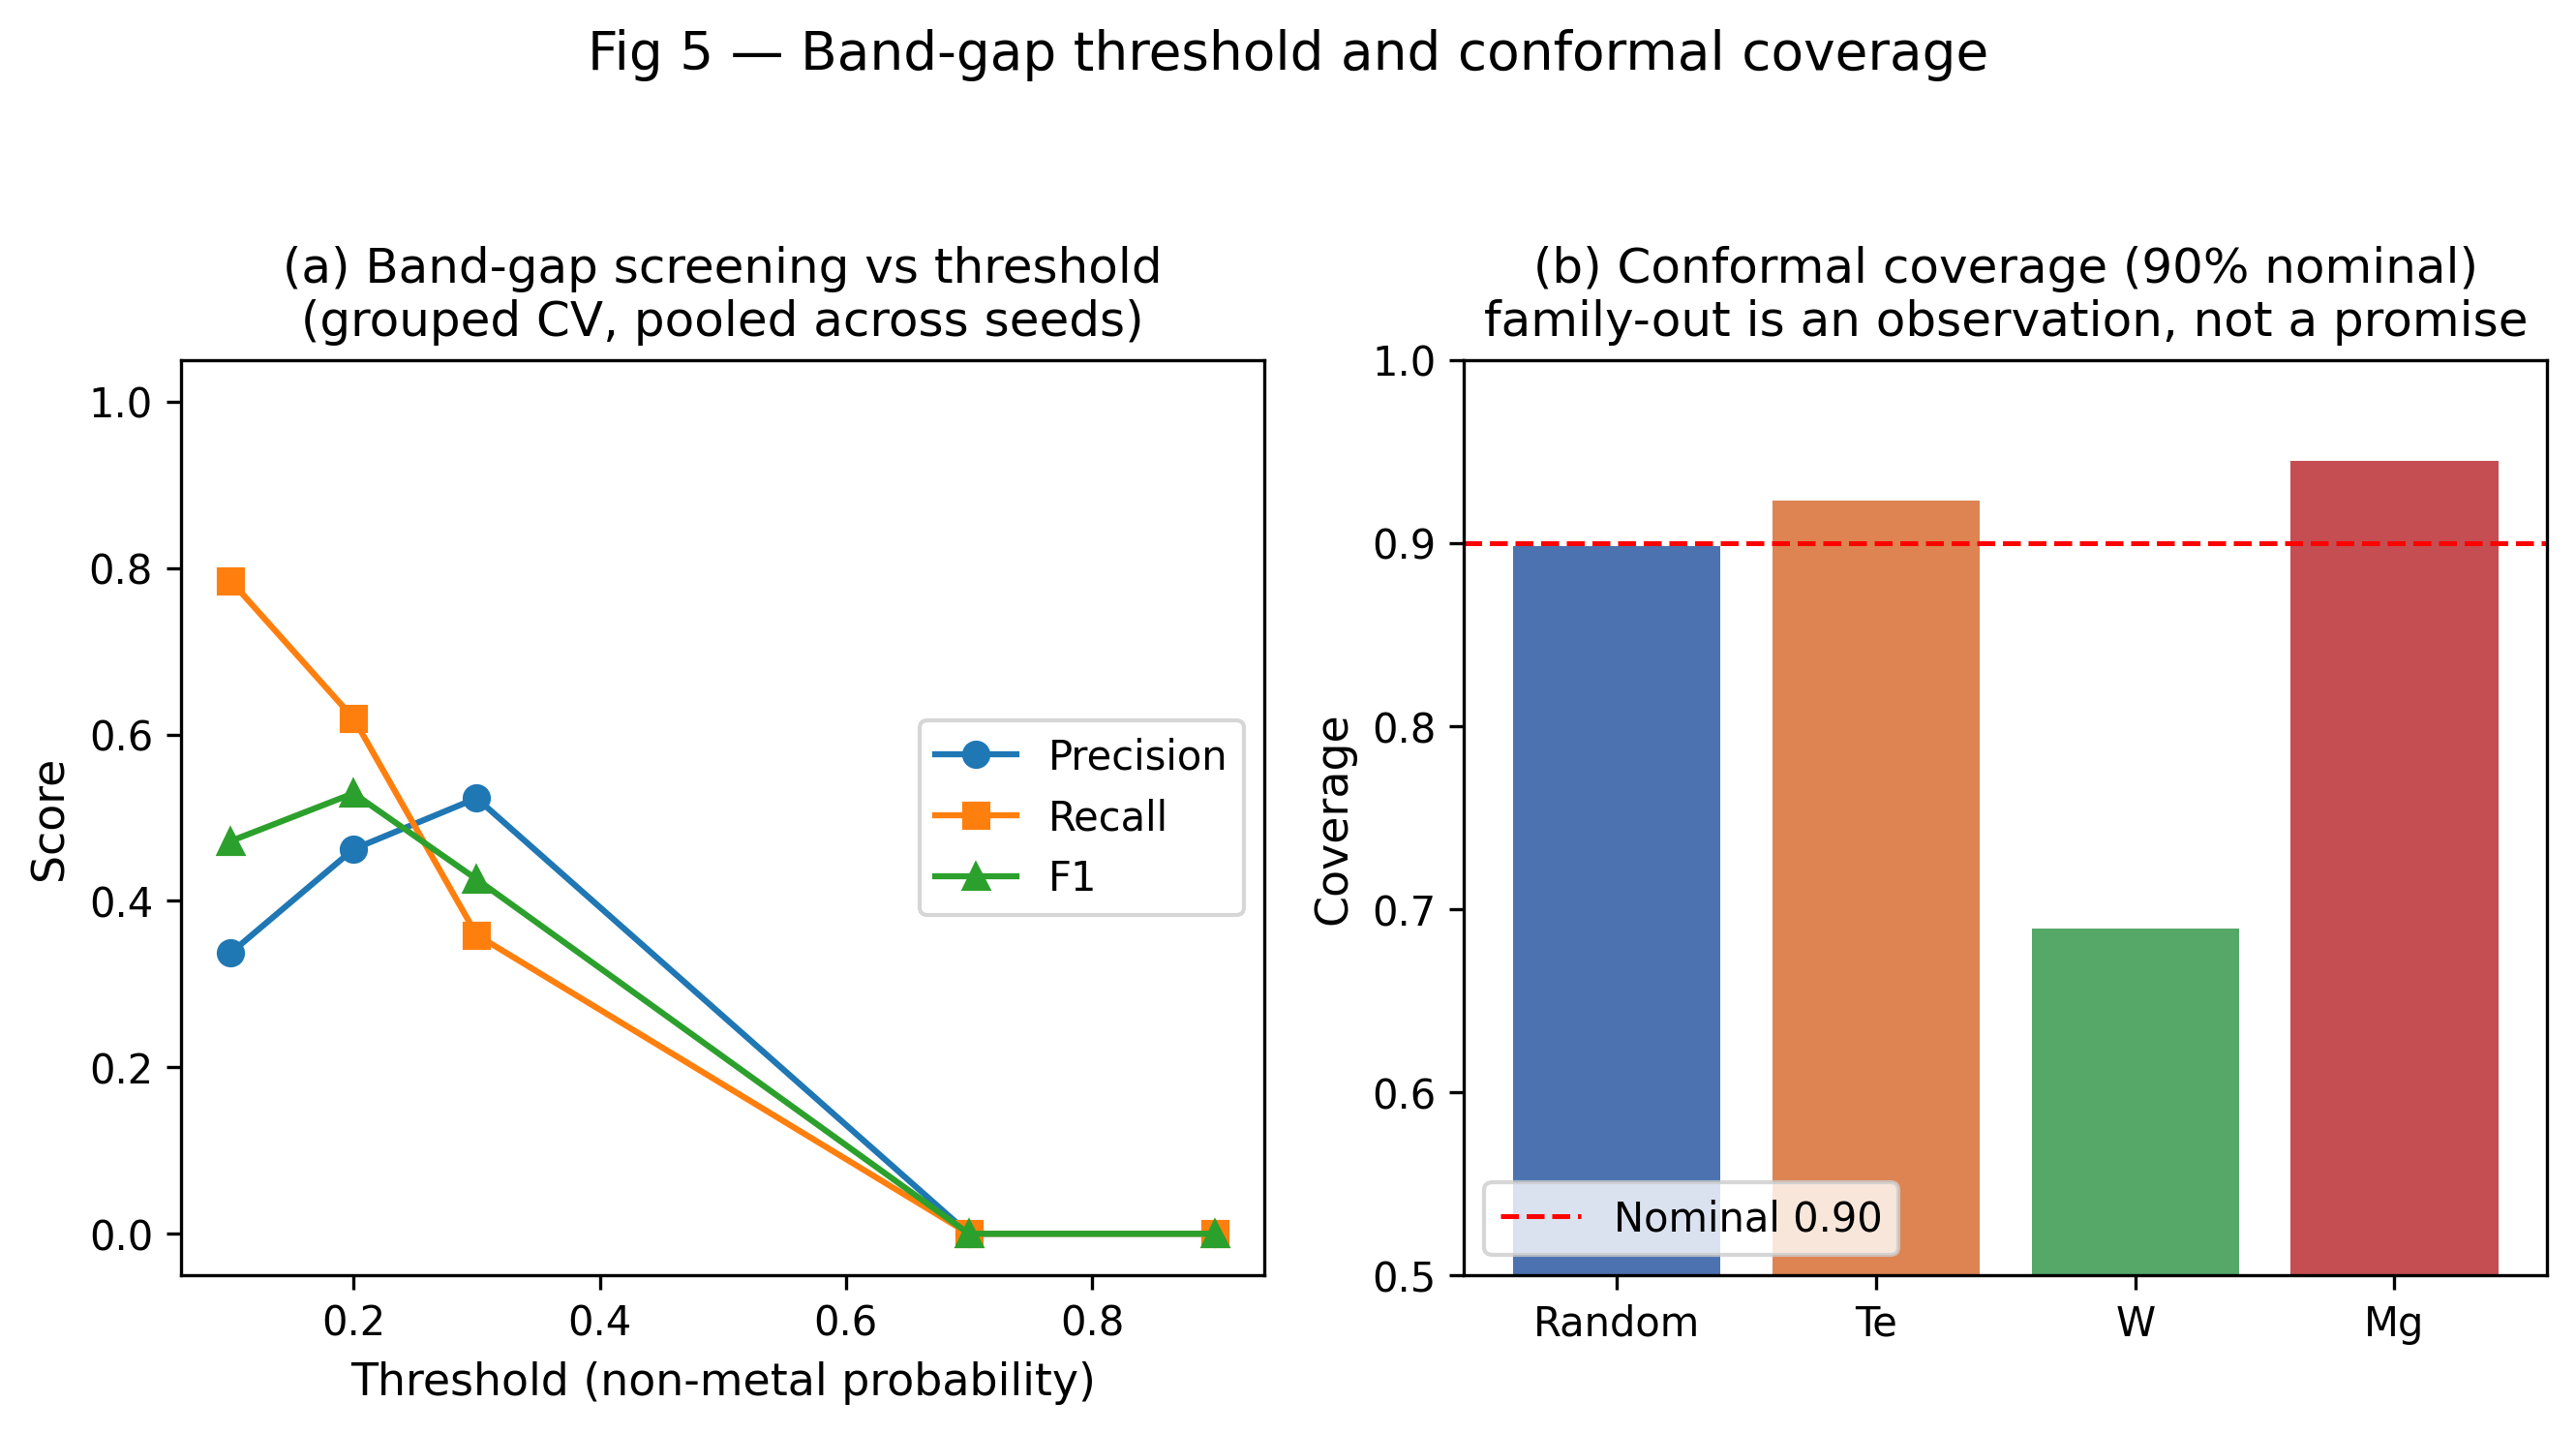 Fig 5 — Band-gap threshold and conformal coverage
(a) Band-gap screening vs threshold
(grouped CV, pooled across seeds)
1.0
0.8
0.6
0.4
0.2
0.0
Score
0.2
0.4
0.6
0.8
Threshold (non-metal probability)
Precision
Recall
F1
(b) Conformal coverage (90% nominal)
family-out is an observation, not a promise
1.0
0.9
0.8
0.7
0.6
0.5
Coverage
Nominal 0.90
Random
Te
W
Mg